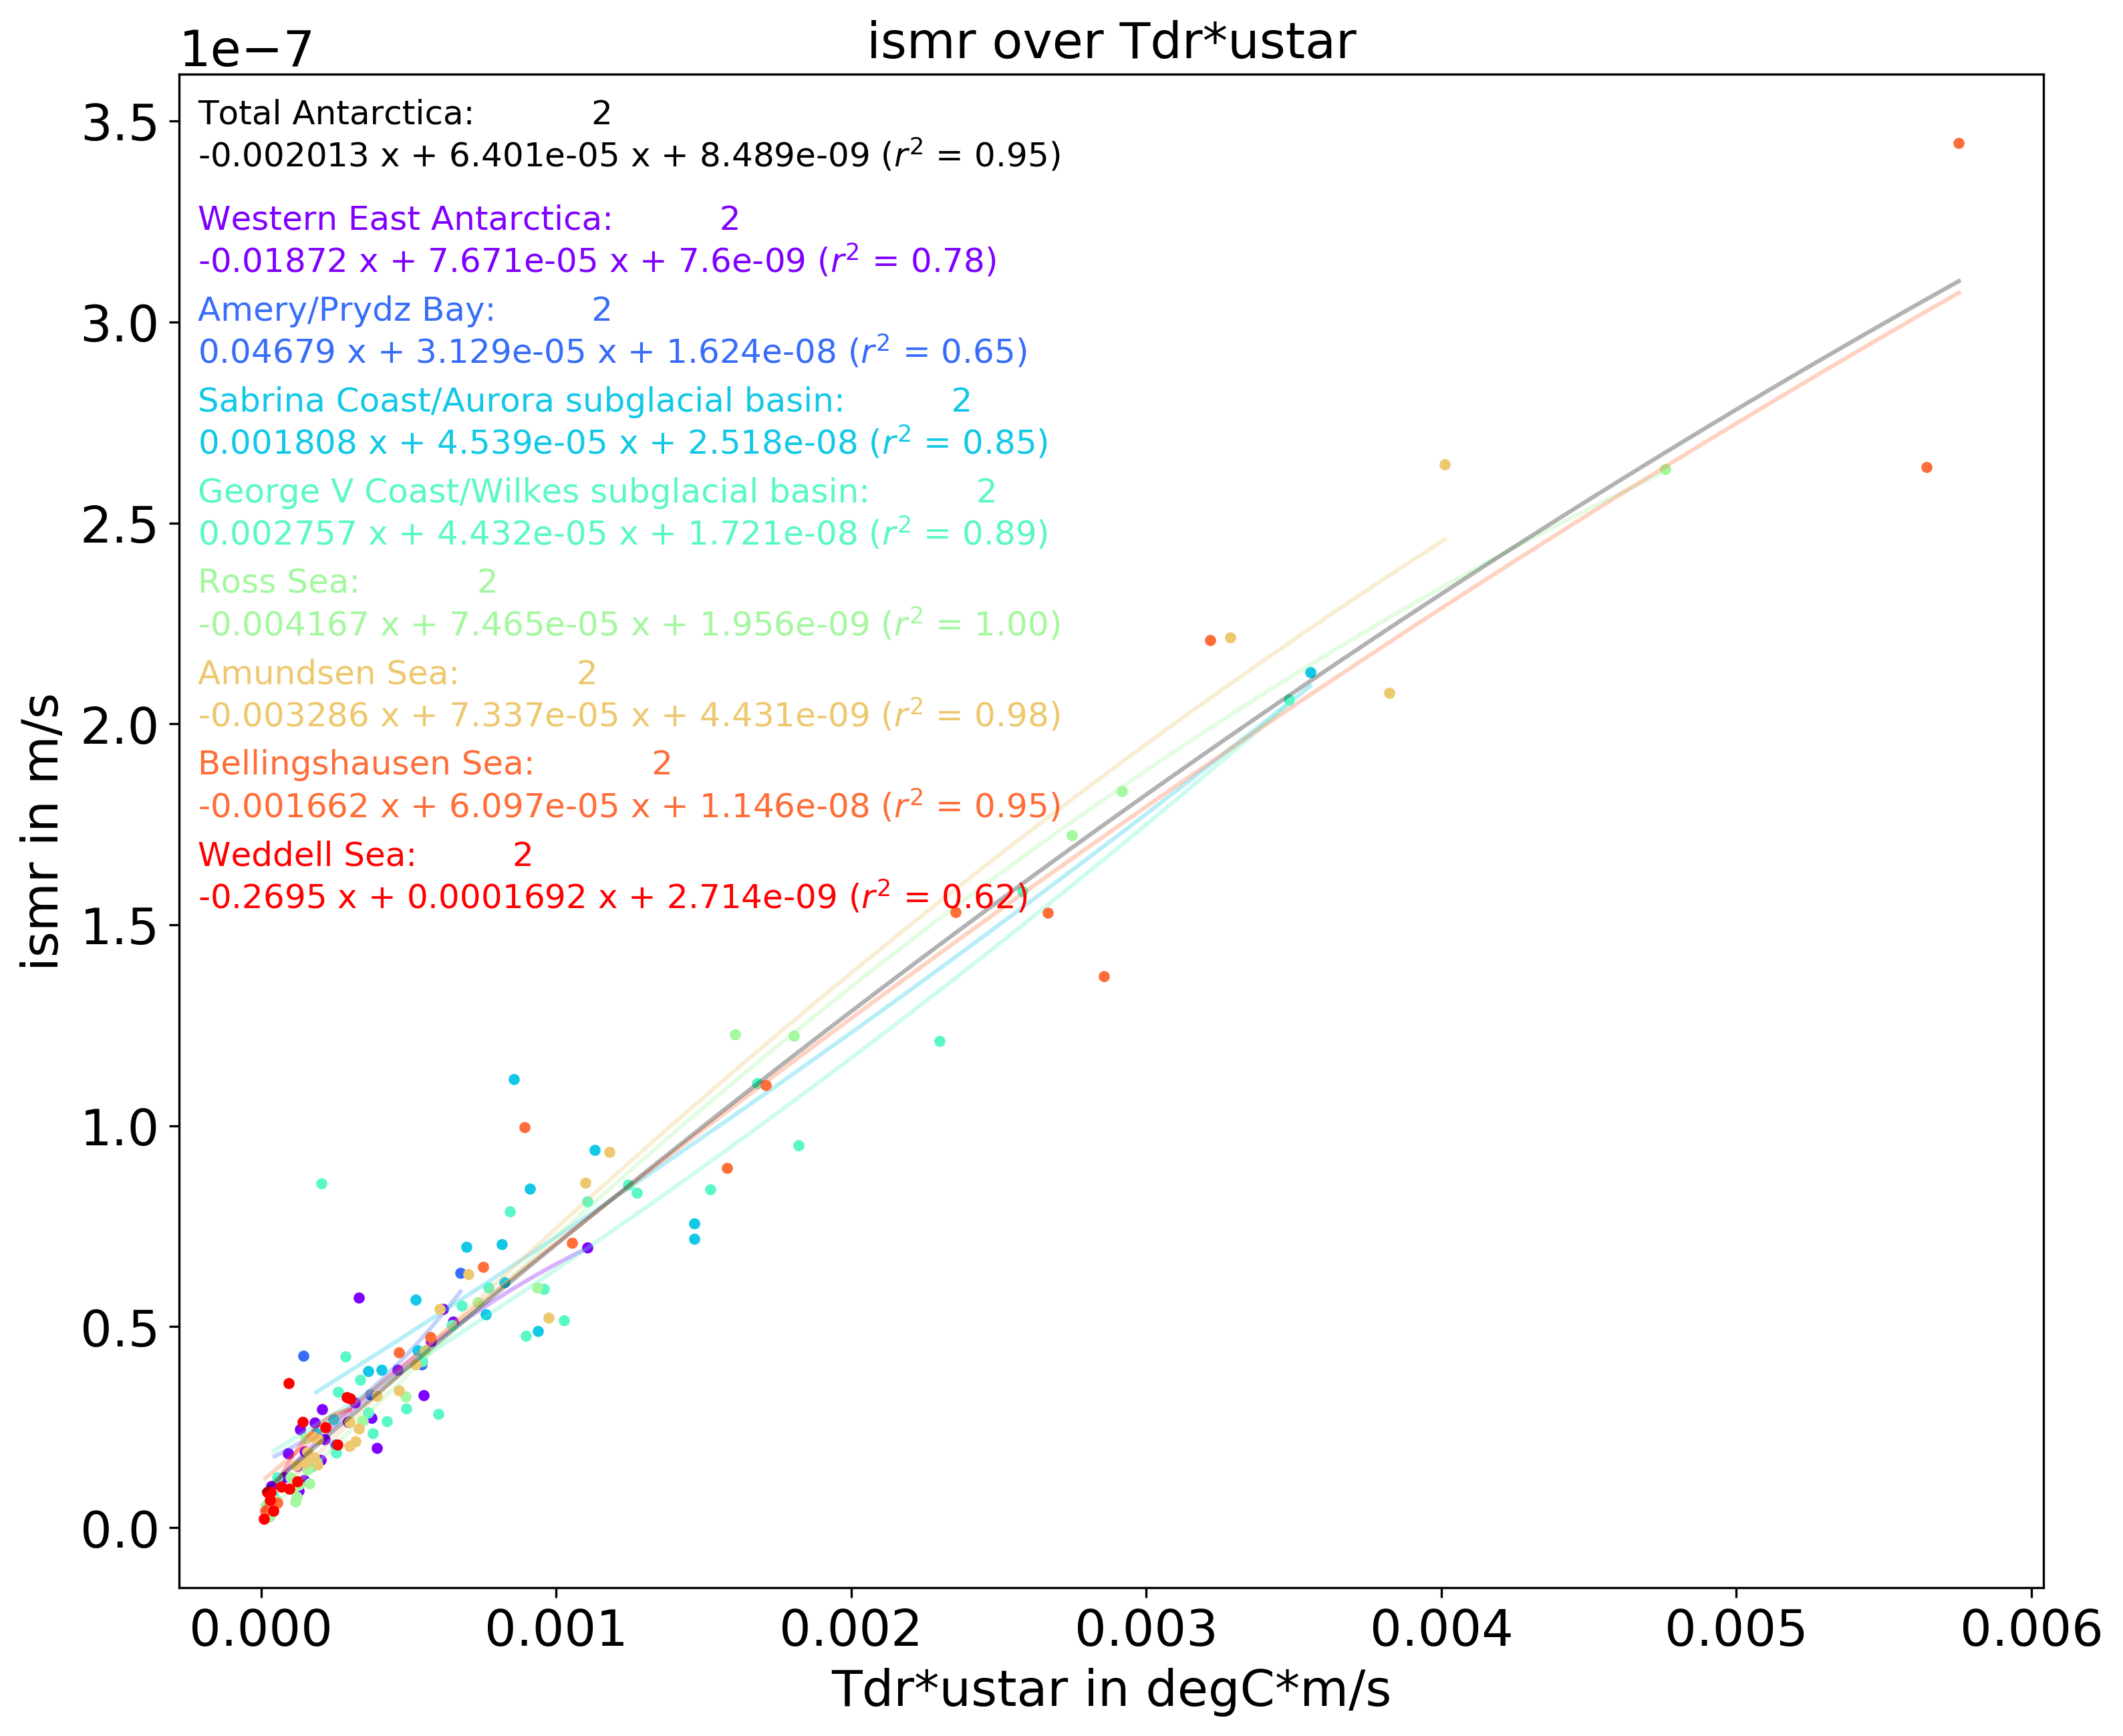 ismr over Tdr*ustar
1e−7
Total Antarctica: 2
-0.002013 x + 6.401e-05 x + 8.489e-09 (r² = 0.95)
Western East Antarctica: 2
-0.01872 x + 7.671e-05 x + 7.6e-09 (r² = 0.78)
Amery/Prydz Bay: 2
0.04679 x + 3.129e-05 x + 1.624e-08 (r² = 0.65)
Sabrina Coast/Aurora subglacial basin: 2
0.001808 x + 4.539e-05 x + 2.518e-08 (r² = 0.85)
George V Coast/Wilkes subglacial basin: 2
0.002757 x + 4.432e-05 x + 1.721e-08 (r² = 0.89)
Ross Sea: 2
-0.004167 x + 7.465e-05 x + 1.956e-09 (r² = 1.00)
Amundsen Sea: 2
-0.003286 x + 7.337e-05 x + 4.431e-09 (r² = 0.98)
Bellingshausen Sea: 2
-0.001662 x + 6.097e-05 x + 1.146e-08 (r² = 0.95)
Weddell Sea: 2
-0.2695 x + 0.0001692 x + 2.714e-09 (r² = 0.62)
3.5
3.0
2.5
2.0
1.5
1.0
0.5
0.0
ismr in m/s
0.000 0.001 0.002 0.003 0.004 0.005 0.006
Tdr*ustar in degC*m/s